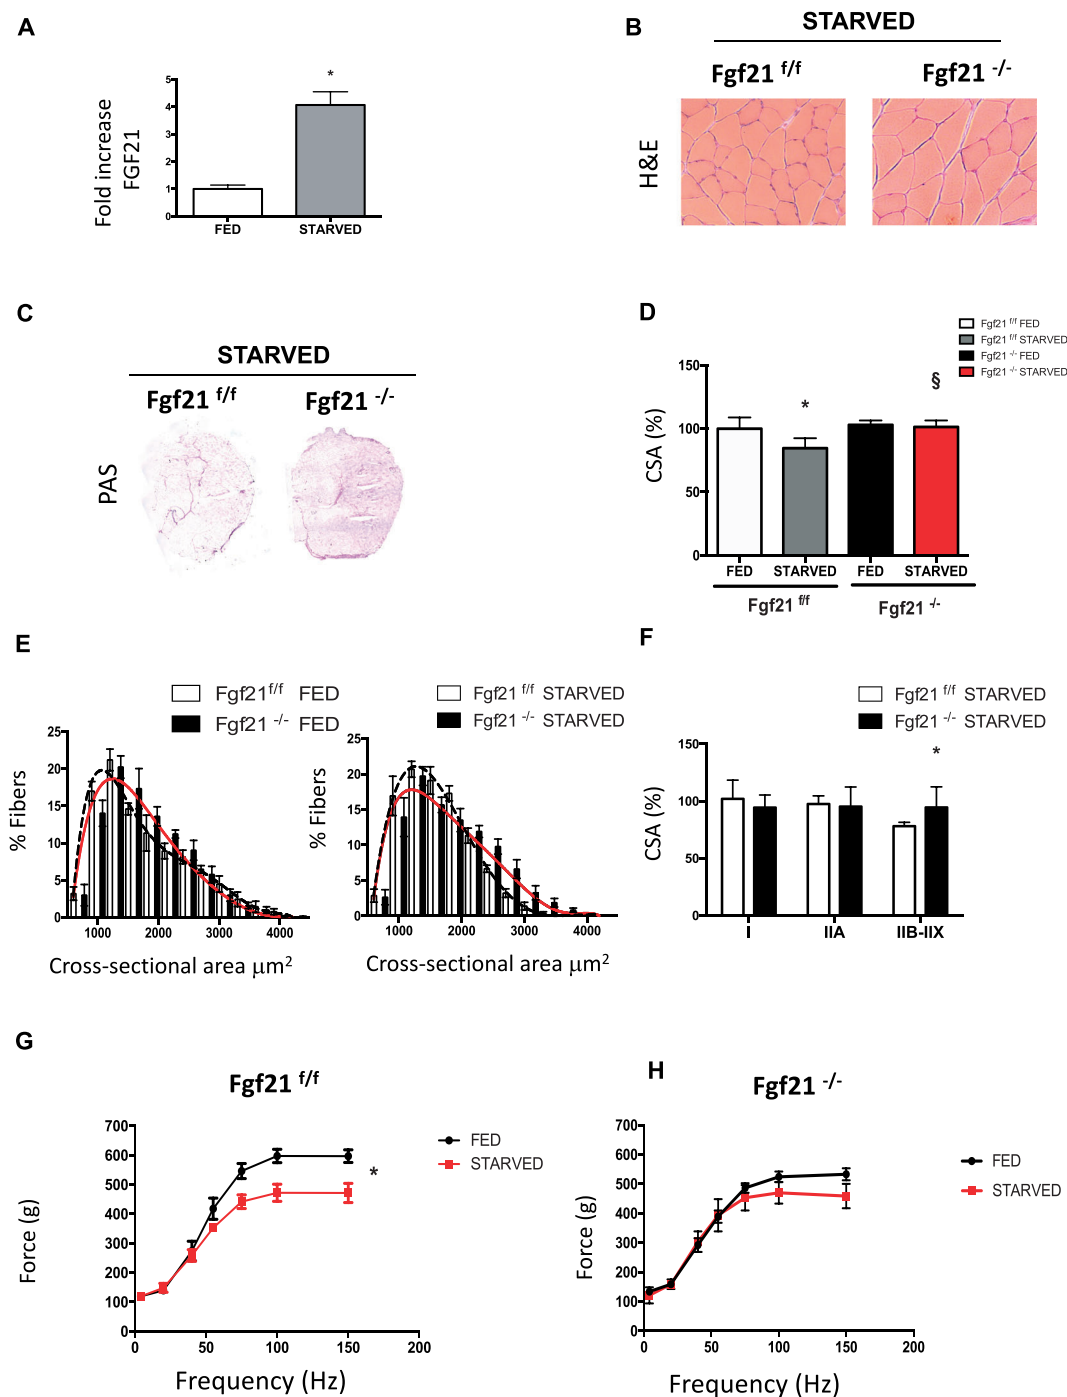 A
Fold increase
FGF21
5
4
3
2
1
0
*
FED
STARVED
B
STARVED
Fgf21 f/f
Fgf21 -/-
H&E
C
STARVED
Fgf21 f/f
Fgf21 -/-
PAS
D
Fgf21 f/f FED
Fgf21 f/f STARVED
Fgf21 -/- FED
Fgf21 -/- STARVED
CSA (%)
150
100
50
0
*
§
FED
STARVED
FED
STARVED
Fgf21 f/f
Fgf21 -/-
E
Fgf21f/f FED
Fgf21 -/- FED
% Fibers
25
20
15
10
5
0
1000
2000
3000
4000
Cross-sectional area μm2
Fgf21 f/f STARVED
Fgf21 -/- STARVED
% Fibers
25
20
15
10
5
0
1000
2000
3000
4000
Cross-sectional area μm2
F
Fgf21 f/f STARVED
Fgf21 -/- STARVED
CSA (%)
150
100
50
0
*
I
IIA
IIB-IIX
G
Fgf21 f/f
Force (g)
700
600
500
400
300
200
100
0
0
50
100
150
200
Frequency (Hz)
FED
STARVED
*
H
Fgf21 -/-
Force (g)
700
600
500
400
300
200
100
0
0
50
100
150
200
Frequency (Hz)
FED
STARVED